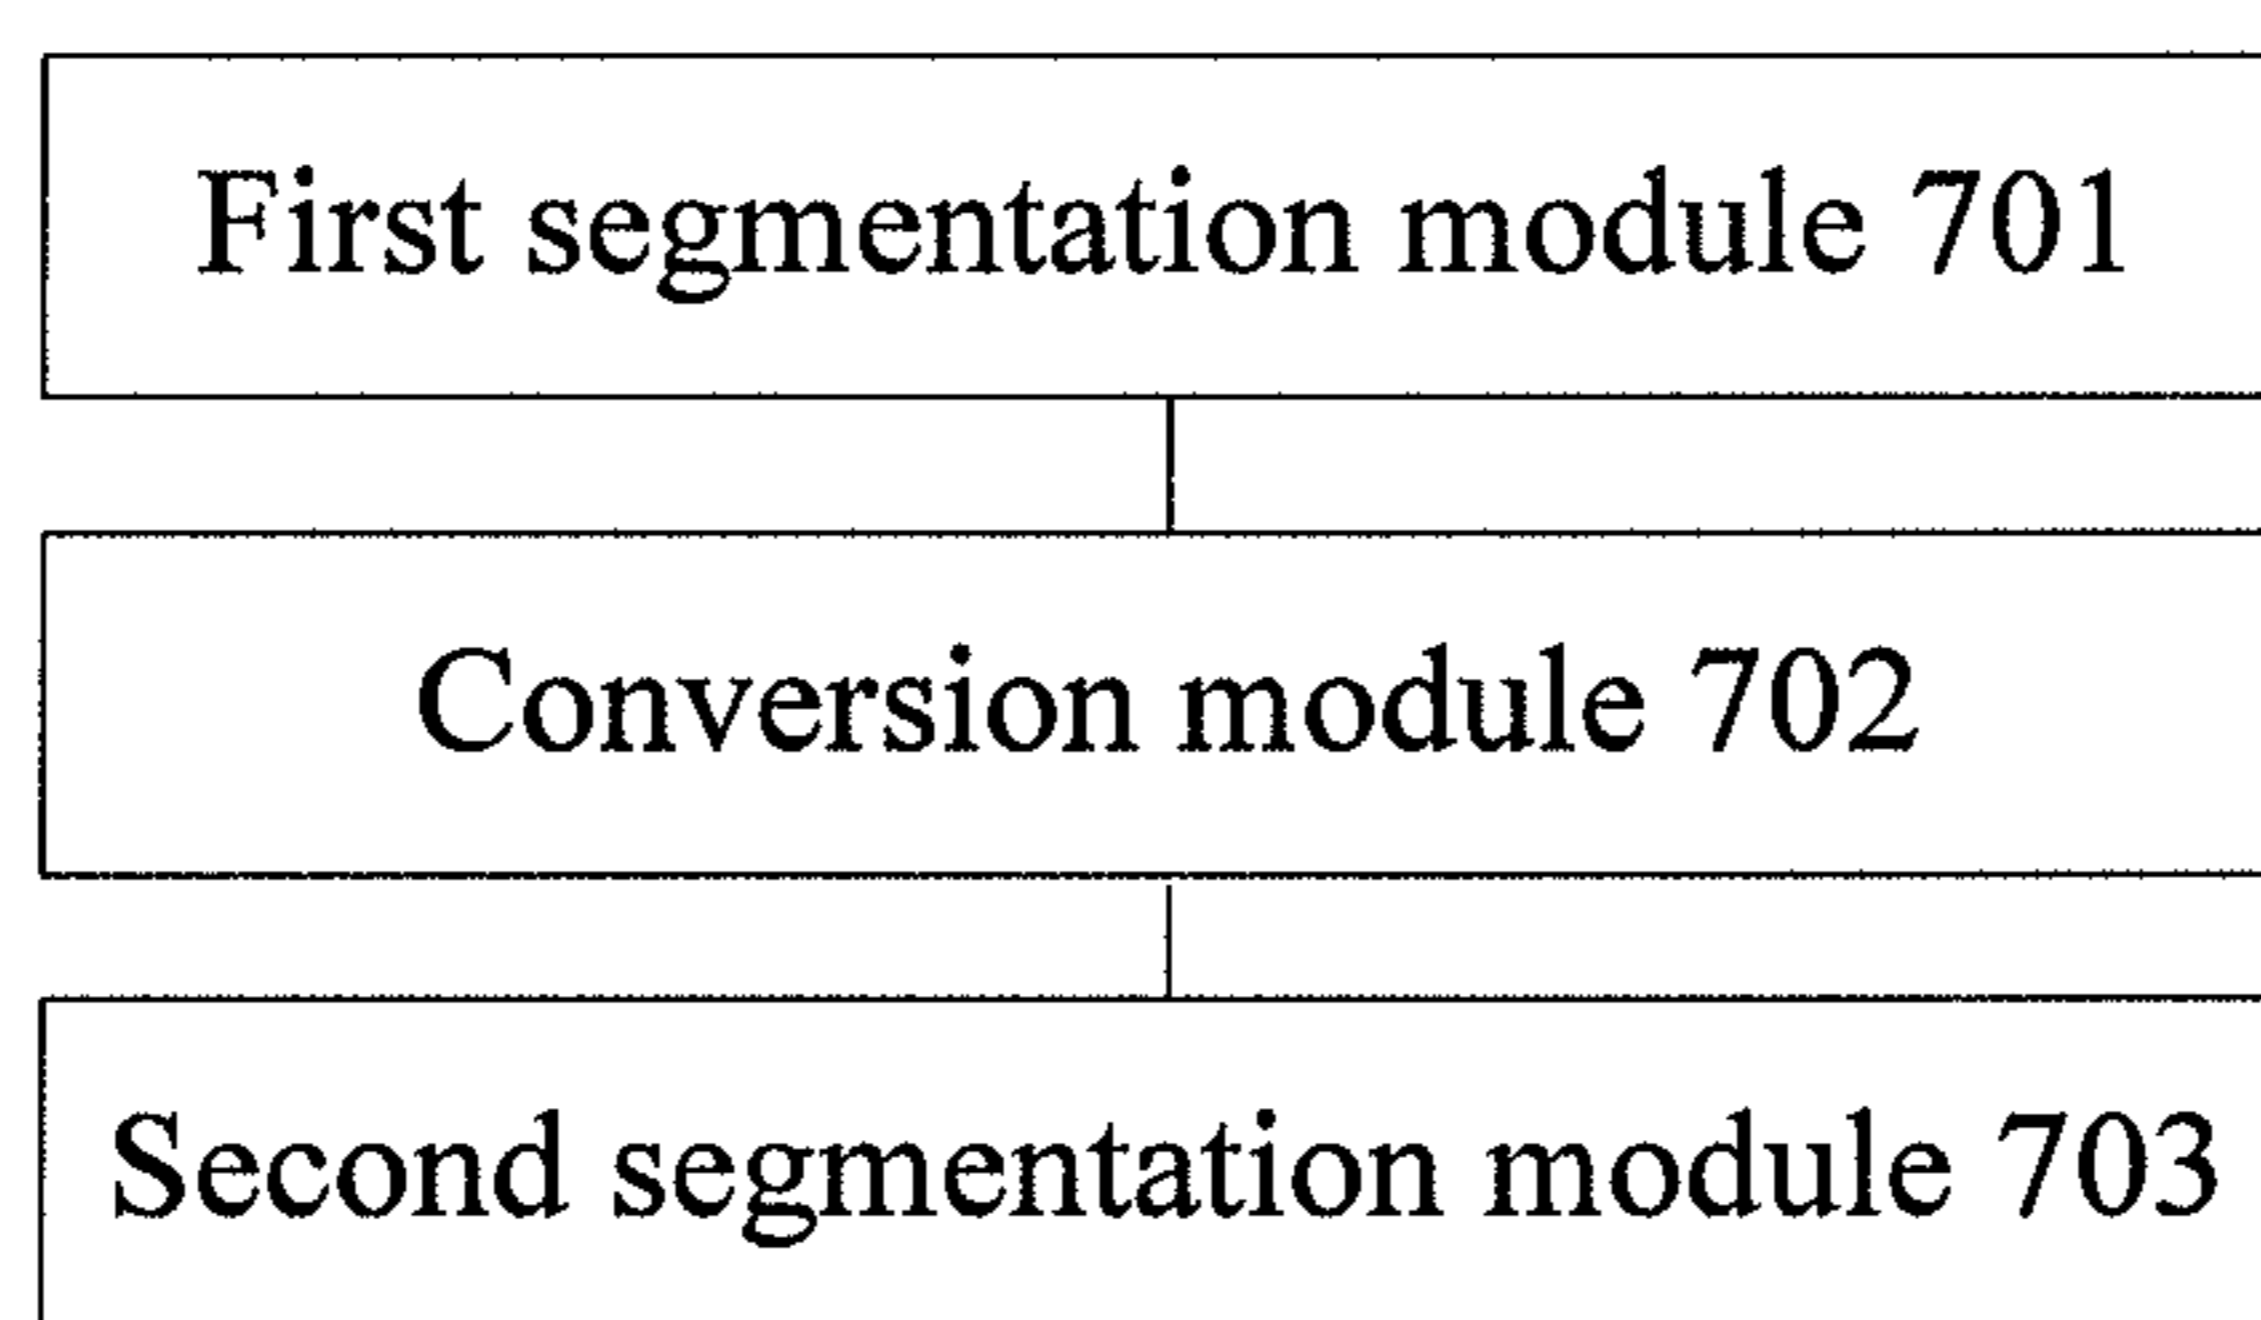 First segmentation module 701
Conversion module 702
Second segmentation module 703